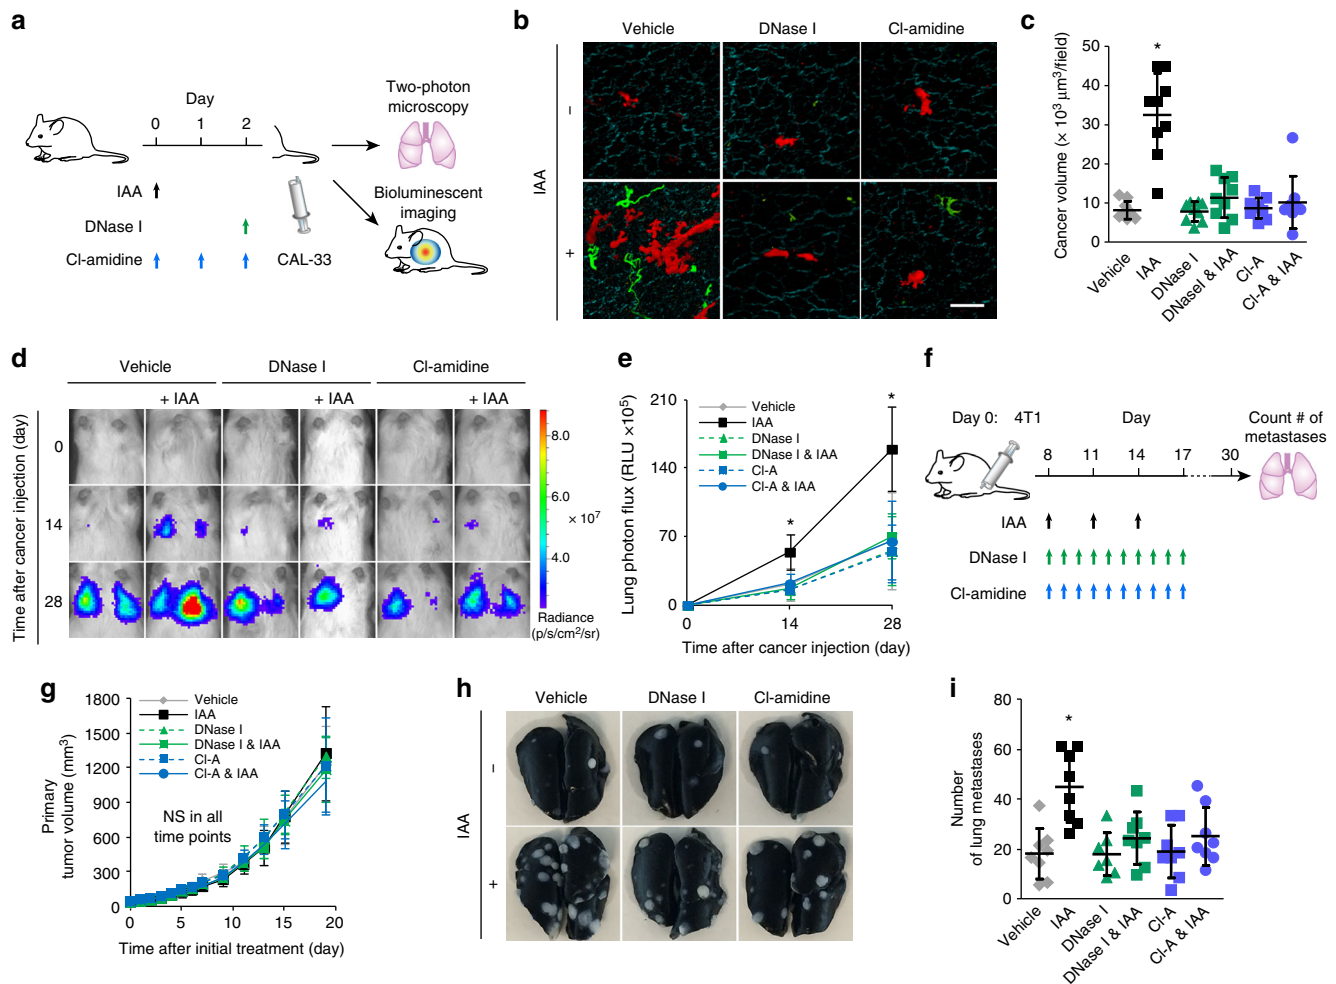 a
Day
0 1 2
IAA
DNase I
Cl-amidine
CAL-33
Two-photon
microscopy
Bioluminescent
imaging
b
Vehicle DNase I Cl-amidine
IAA
–
+
c
Cancer volume (× 10³ µm³/field)
50
40
30
20
10
0
*
Vehicle
IAA
DNase I
DNaseI & IAA
Cl-A
Cl-A & IAA
d
Vehicle DNase I Cl-amidine
+ IAA + IAA + IAA
Time after cancer injection (day)
0
14
28
8.0
6.0
× 10⁷
4.0
Radiance
(p/s/cm²/sr)
e
Lung photon flux (RLU ×10⁵)
210
140
70
0
Vehicle
IAA
DNase I
DNase I & IAA
Cl-A
Cl-A & IAA
*
*
0 14 28
Time after cancer injection (day)
f
Day 0: 4T1 Day
8 11 14 17 30
Count # of
metastases
IAA
DNase I
Cl-amidine
g
Primary
tumor volume (mm³)
1800
1500
1200
900
600
300
0
Vehicle
IAA
DNase I
DNase I & IAA
Cl-A
Cl-A & IAA
NS in all
time points
0 5 10 15 20
Time after initial treatment (day)
h
Vehicle DNase I Cl-amidine
IAA
–
+
i
Number
of lung metastases
80
60
40
20
0
*
Vehicle
IAA
DNase I
DNase I & IAA
Cl-A
Cl-A & IAA